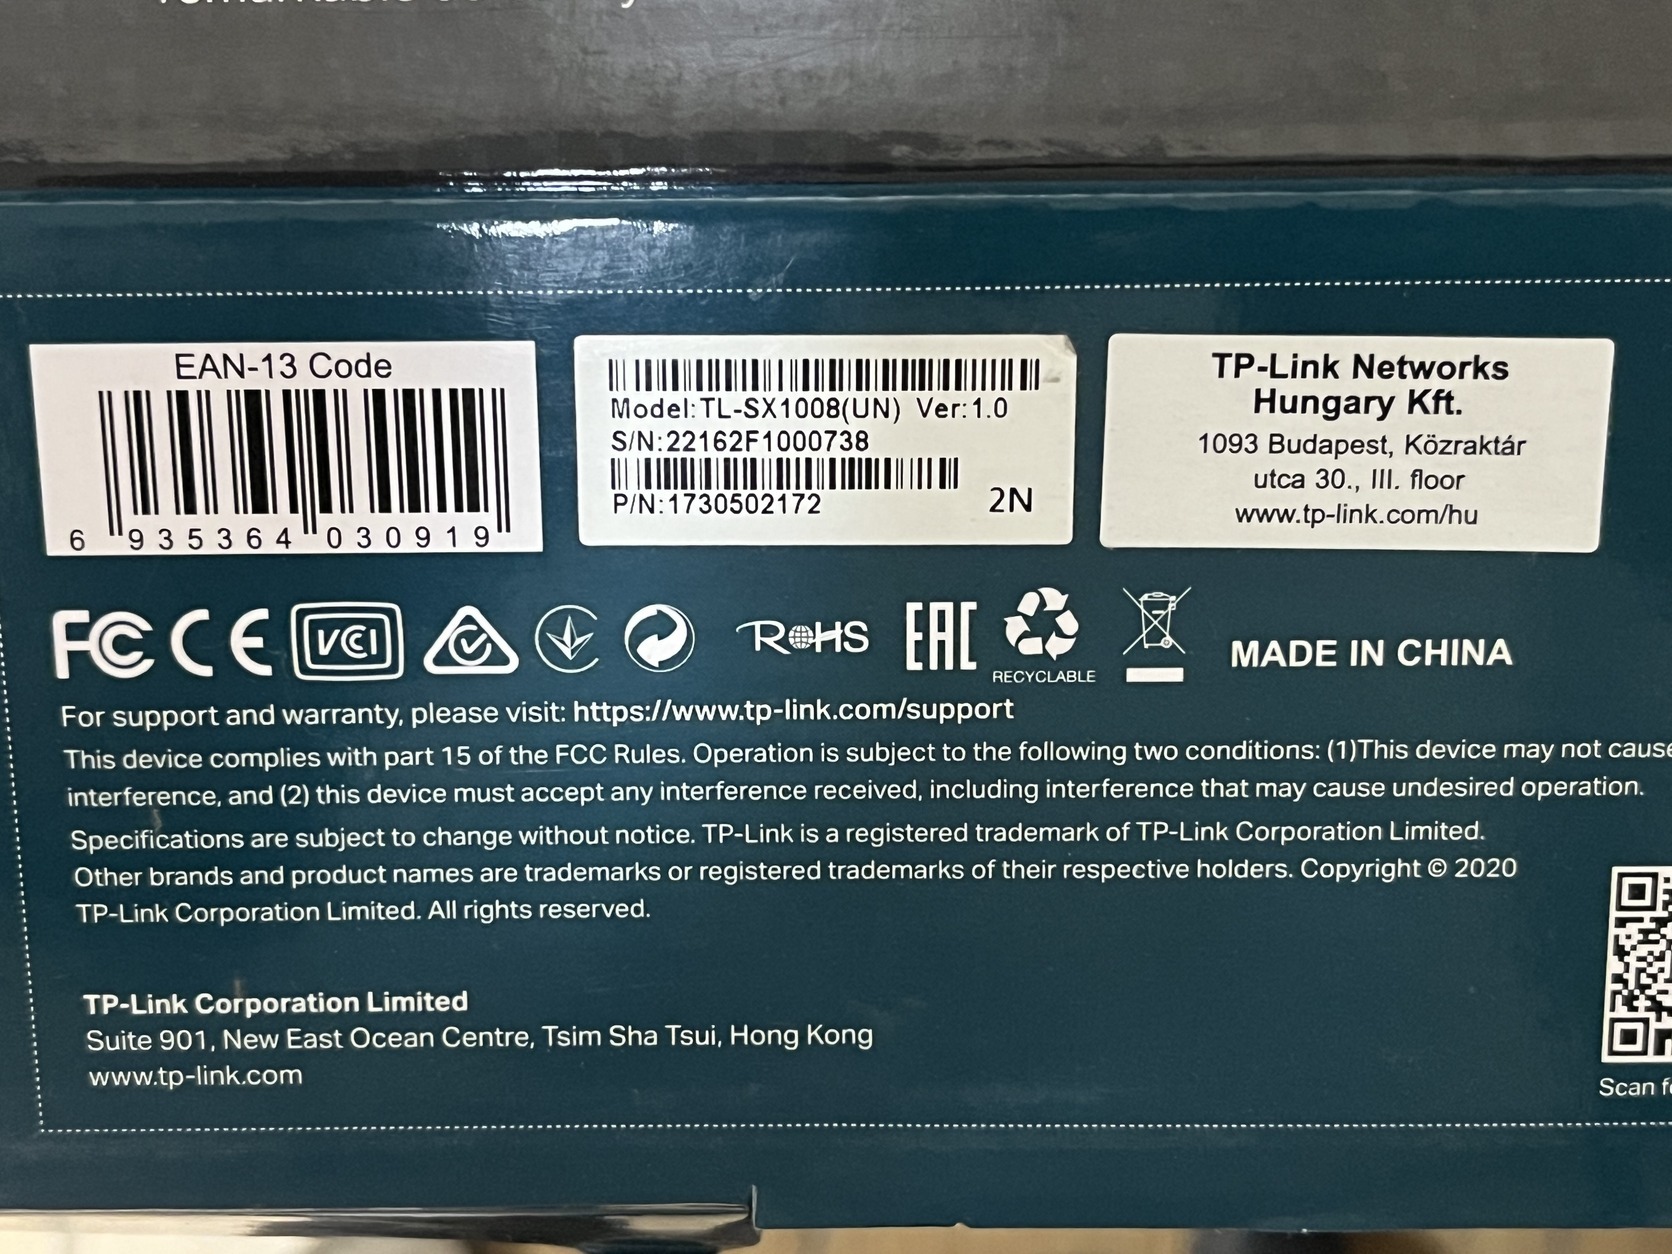 EAN-13 Code
6 935364 030919
Model:TL-SX1008(UN) Ver:1.0
S/N:22162F1000738
P/N:1730502172
2N
TP-Link Networks
Hungary Kft.
1093 Budapest, Közraktár
utca 30., III. floor
www.tp-link.com/hu
FC CE VCCI RoHS EAC
RECYCLABLE
MADE IN CHINA
For support and warranty, please visit: https://www.tp-link.com/support
This device complies with part 15 of the FCC Rules. Operation is subject to the following two conditions: (1)This device may not cause
interference, and (2) this device must accept any interference received, including interference that may cause undesired operation.
Specifications are subject to change without notice. TP-Link is a registered trademark of TP-Link Corporation Limited.
Other brands and product names are trademarks or registered trademarks of their respective holders. Copyright © 2020
TP-Link Corporation Limited. All rights reserved.
TP-Link Corporation Limited
Suite 901, New East Ocean Centre, Tsim Sha Tsui, Hong Kong
www.tp-link.com
Scan